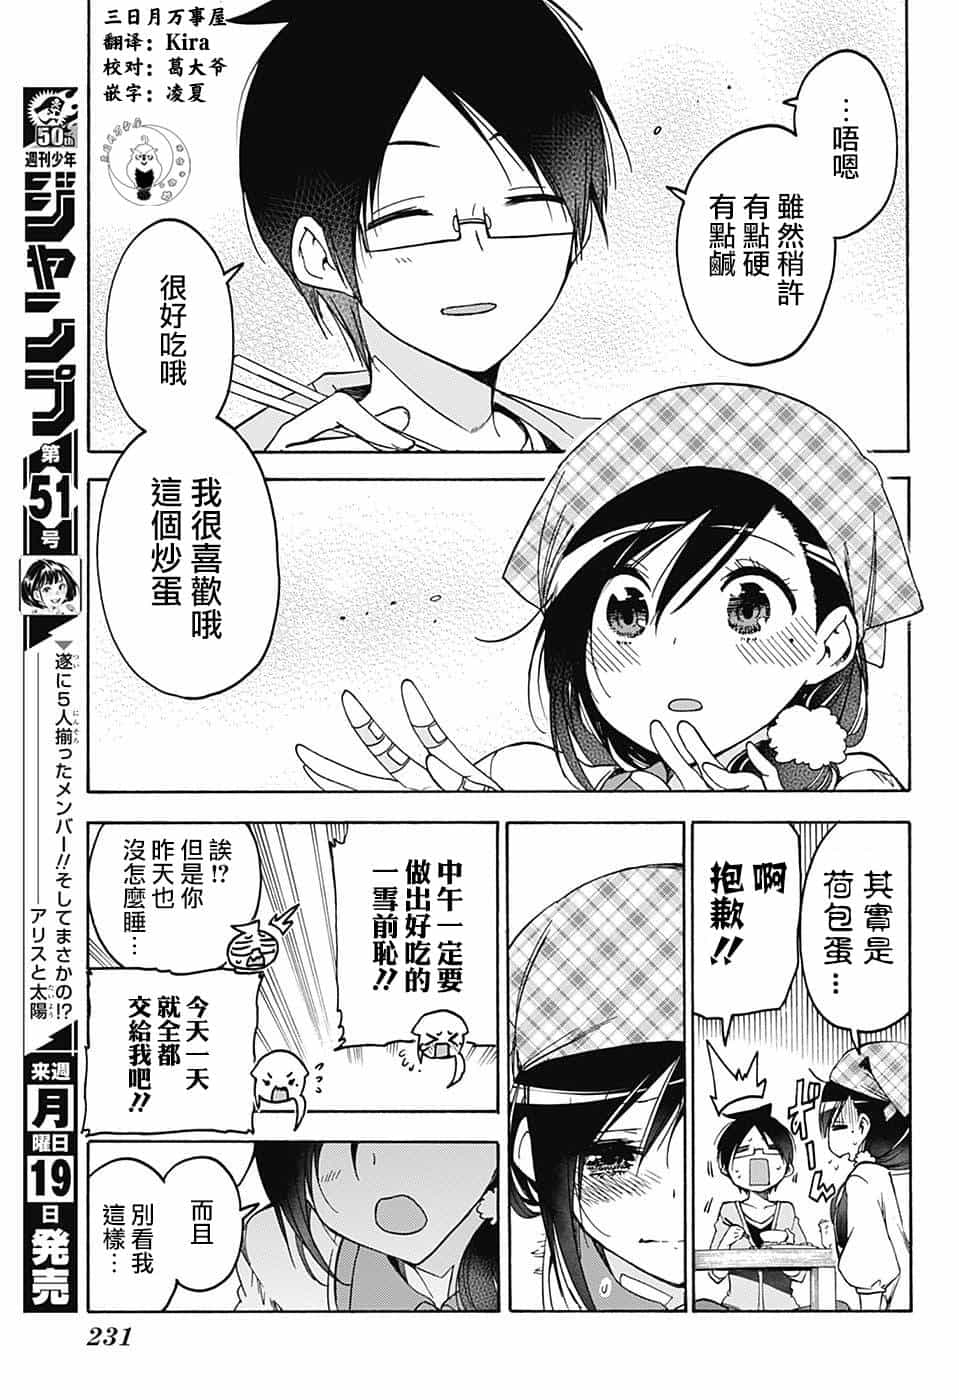 三日月万事屋
翻译：Kira
校对：葛大爷
嵌字：凌夏
…唔嗯
雖然稍許
有點硬
有點鹹
很好吃哦
我很喜歡哦
這個炒蛋
其實是
荷包蛋…
啊
抱歉!!
ギロ
中午一定要
做出好吃的
一雪前恥!!
誒!?
但是你
昨天也
沒怎麼睡…
今天一天
就全都
交給我吧!!
而且
別看我
這樣…
50th
週刊少年
ジャンプ
第
51
号
遂に5人揃ったメンバー!!そしてまさかの!?
アリスと太陽
来週
月
曜日
19
日
発売
231